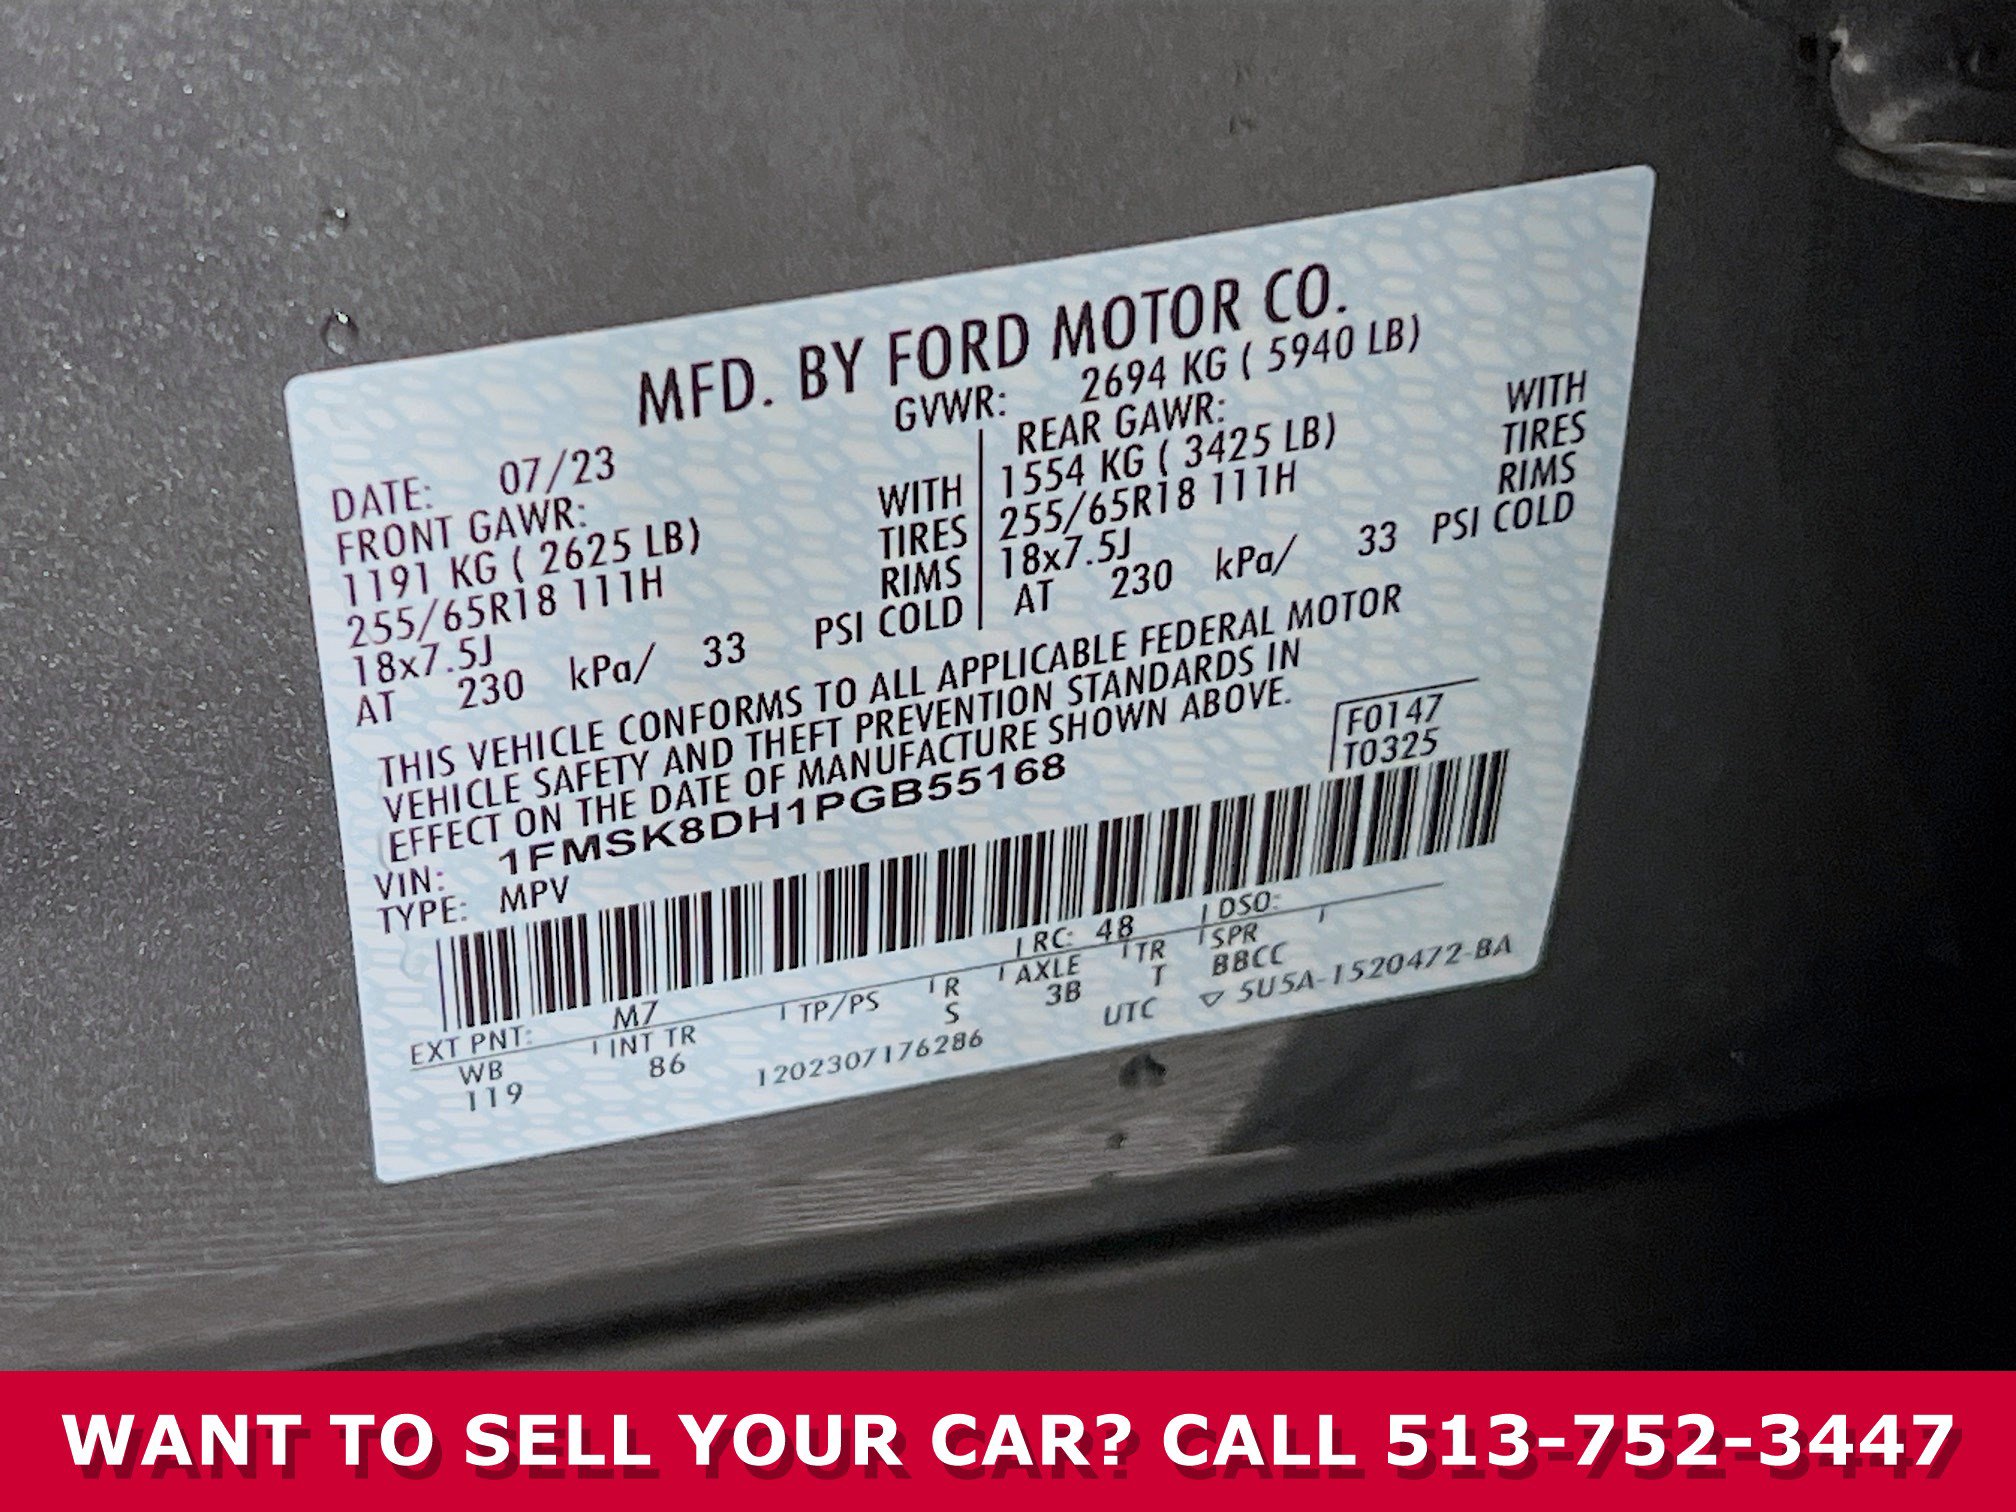 MFD. BY FORD MOTOR CO.
DATE: 07/23 GVWR: 2694 KG ( 5940 LB)
FRONT GAWR: REAR GAWR:
1191 KG ( 2625 LB) WITH 1554 KG ( 3425 LB) WITH
255/65R18 111H TIRES 255/65R18 111H TIRES
18x7.5J RIMS 18x7.5J RIMS
AT 230 kPa/ 33 PSI COLD AT 230 kPa/ 33 PSI COLD
THIS VEHICLE CONFORMS TO ALL APPLICABLE FEDERAL MOTOR
VEHICLE SAFETY AND THEFT PREVENTION STANDARDS IN
EFFECT ON THE DATE OF MANUFACTURE SHOWN ABOVE.
F0147
T0325
VIN: 1FMSK8DH1PGB55168
TYPE: MPV
EXT PNT: M7 RC: 48 DSO:
WB INT TR TP/PS R AXLE TR SPR
119 86 S 3B T BBCC
1202307176286 UTC ▽ 5U5A-1520472-BA
WANT TO SELL YOUR CAR? CALL 513-752-3447